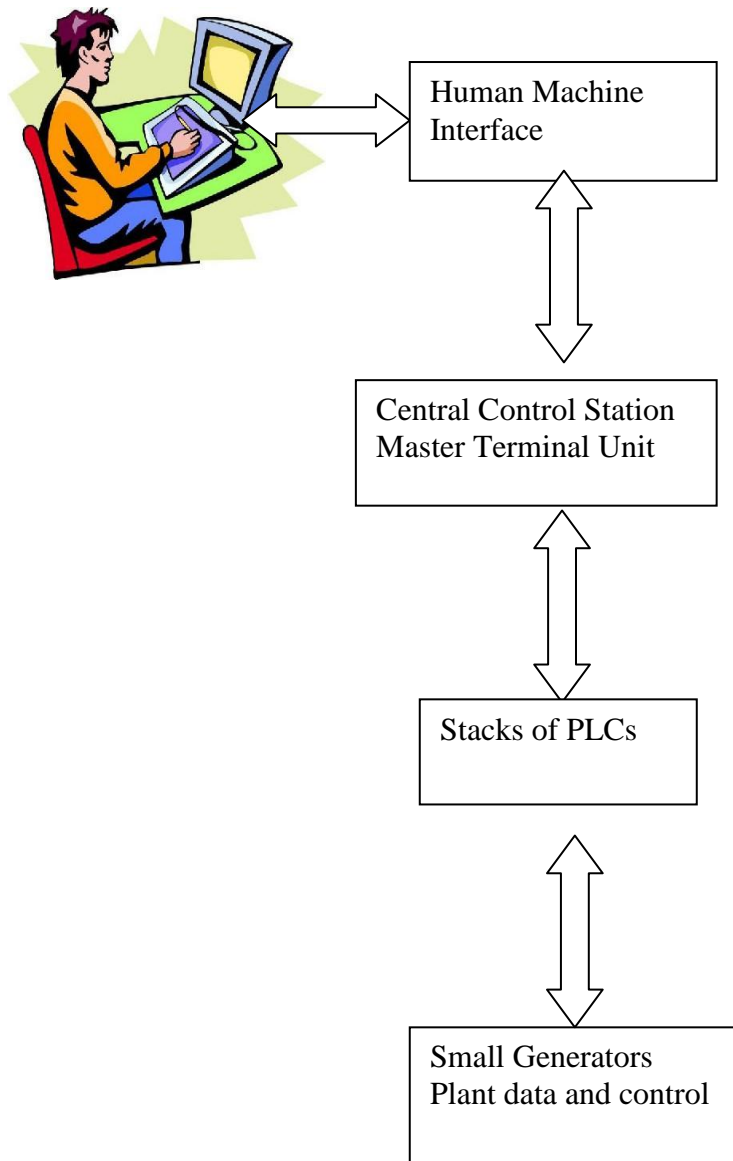 Human Machine
Interface
Central Control Station
Master Terminal Unit
Stacks of PLCs
Small Generators
Plant data and control